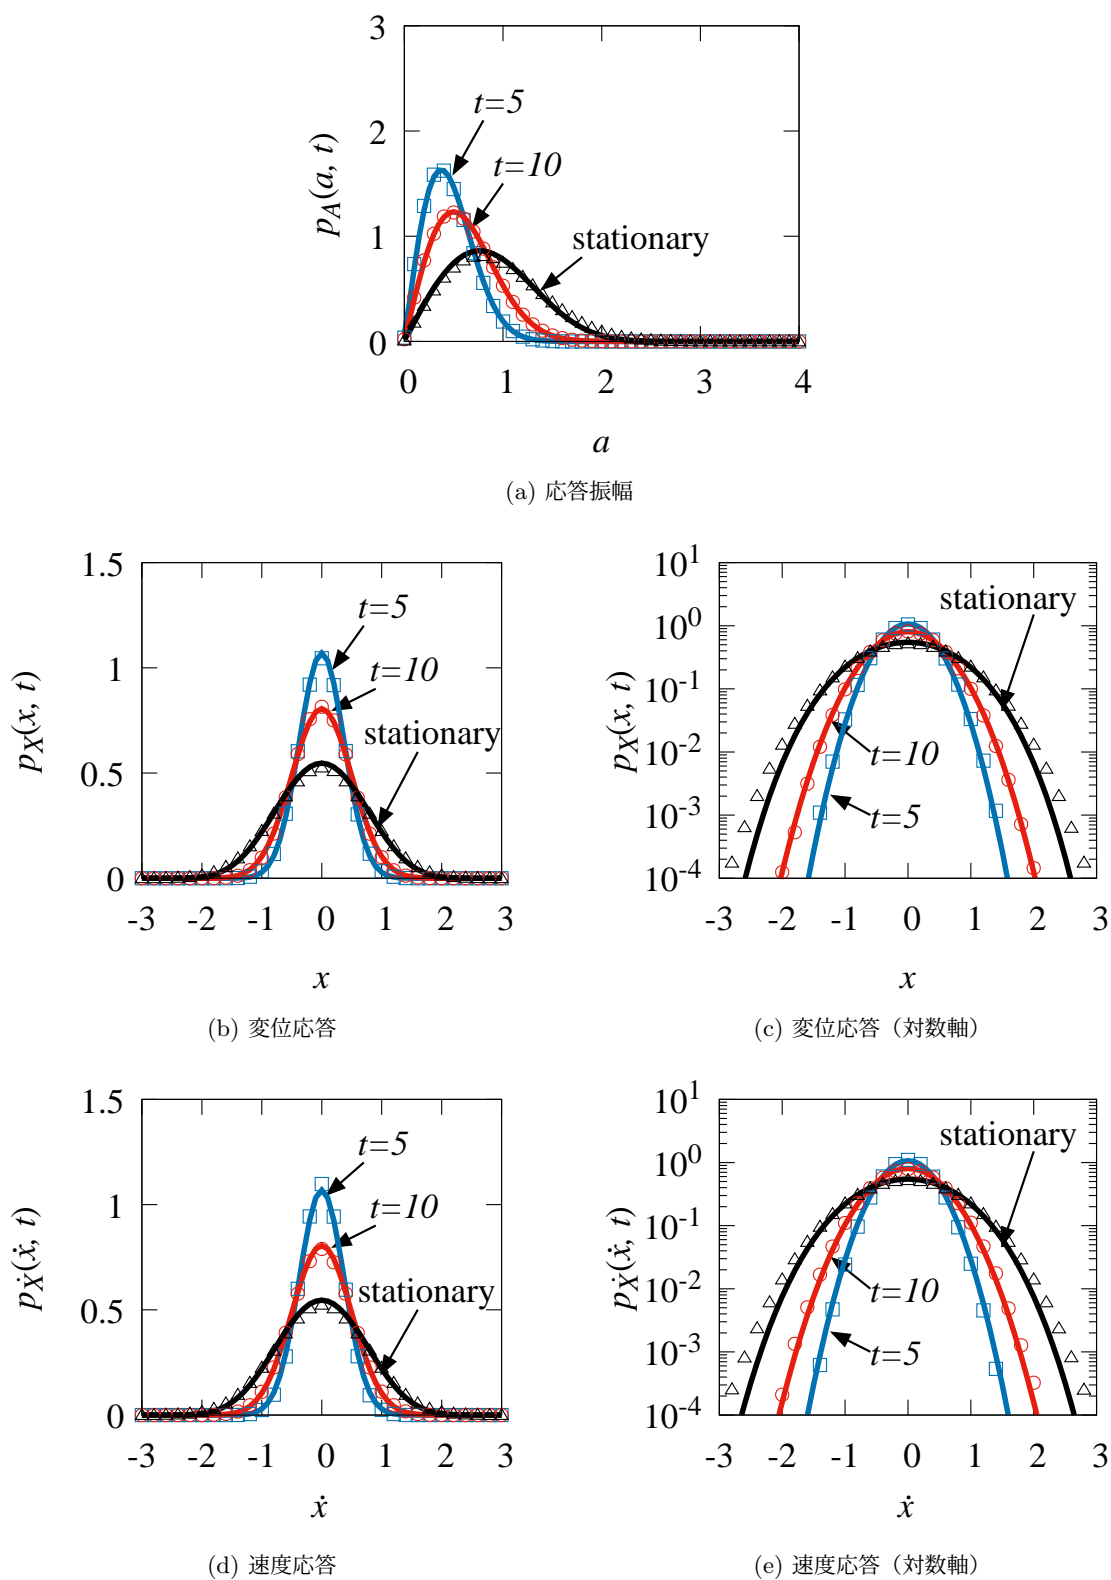 3
2
1
0
p_A(a, t)
t=5
t=10
stationary
0 1 2 3 4
a
(a) 応答振幅
1.5
1
0.5
0
p_X(x, t)
t=5
t=10
stationary
-3 -2 -1 0 1 2 3
x
(b) 変位応答
10^1
10^0
10^-1
10^-2
10^-3
10^-4
p_X(x, t)
stationary
t=10
t=5
-3 -2 -1 0 1 2 3
x
(c) 変位応答（対数軸）
1.5
1
0.5
0
p_Ẋ(ẋ, t)
t=5
t=10
stationary
-3 -2 -1 0 1 2 3
ẋ
(d) 速度応答
10^1
10^0
10^-1
10^-2
10^-3
10^-4
p_Ẋ(ẋ, t)
stationary
t=10
t=5
-3 -2 -1 0 1 2 3
ẋ
(e) 速度応答（対数軸）